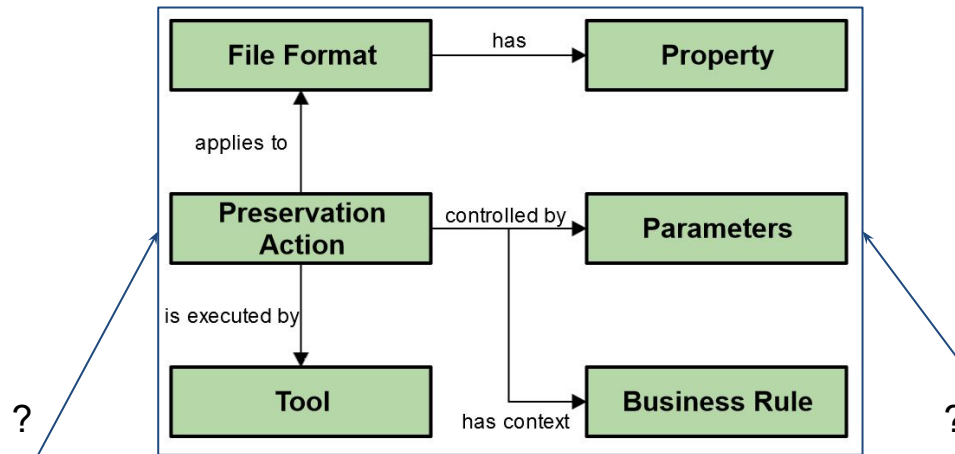 File Format
has
Property
applies to
Preservation
Action
controlled by
Parameters
is executed by
Tool
has context
Business Rule
?
?